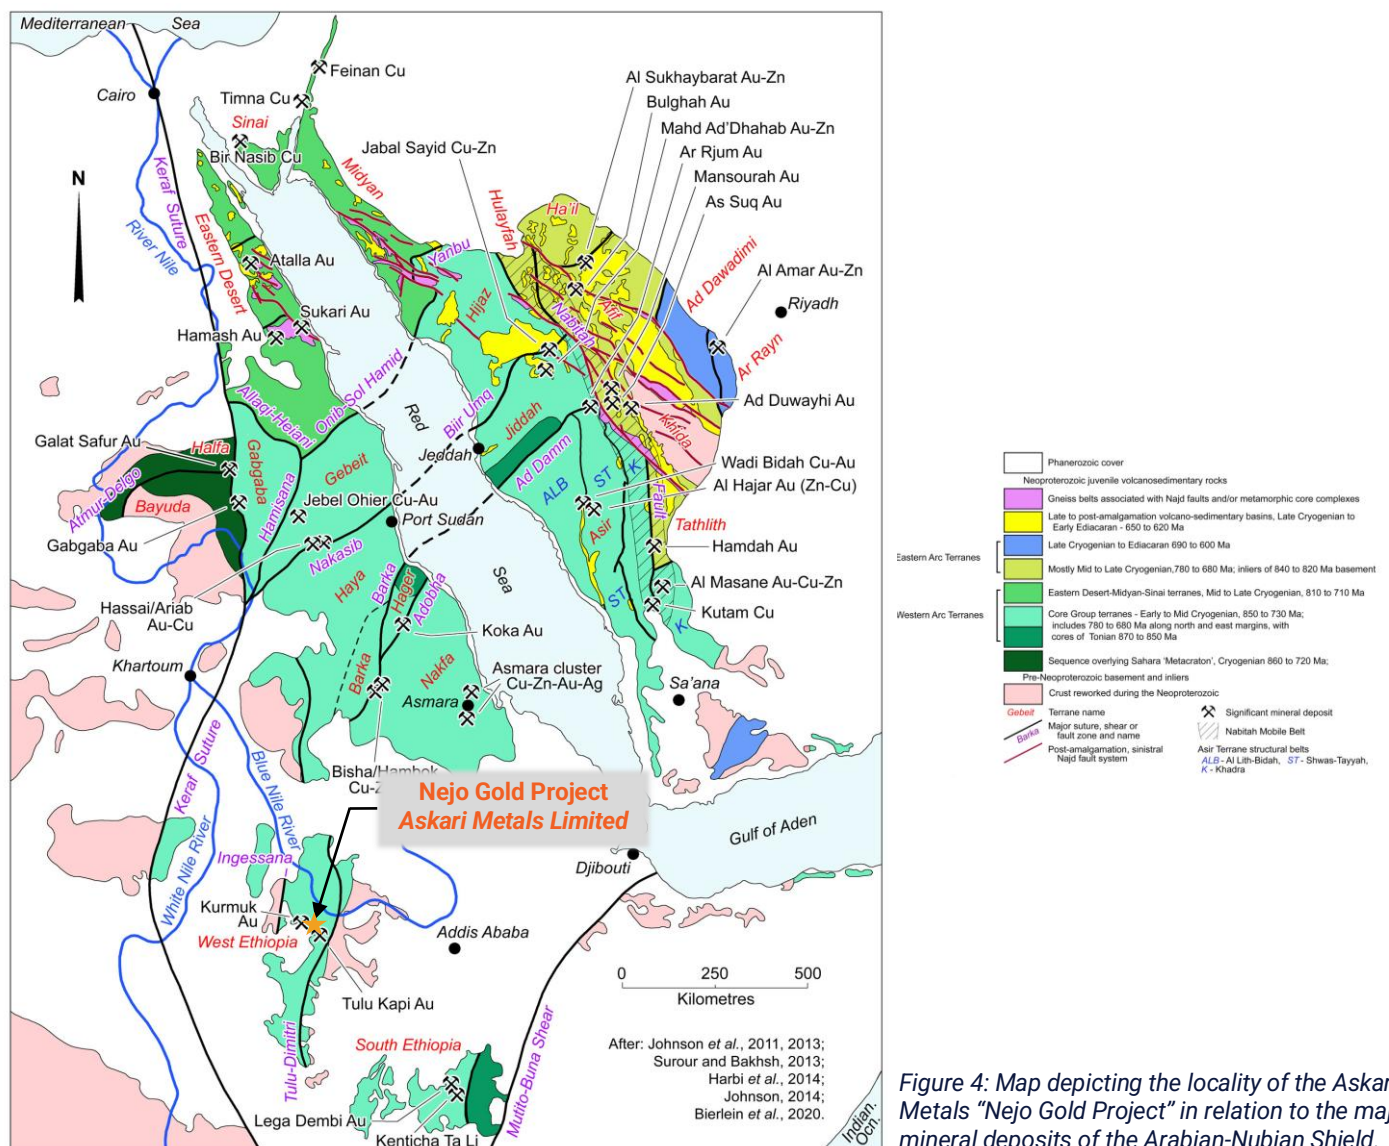 Mediterranean Sea
Feinan Cu
Cairo
Timna Cu
Sinai
Bir Nasib Cu
Al Sukhaybarat Au-Zn
Bulghah Au
Mahd Ad'Dhahab Au-Zn
Jabal Sayid Cu-Zn
Ar Rjum Au
Mansourah Au
As Suq Au
N
Keraf Suture
River Nile
Midyan
Hulayfah
Ha'il
Eastern Desert
Yanbu
Ad Dawadimi
Al Amar Au-Zn
Riyadh
Atalla Au
Sukari Au
Hamash Au
Hijaz
Nabitah
Afif
Ar Rayn
Allaqi-Heiani
Onib-Sol Hamid
Red
Sea
Biir Umq
Jiddah
Jeddah
Ad Damm
Khida
Ad Duwayhi Au
Galat Safur Au
Halfa
Gabgaba
Gebeit
Atmur-Delgo
Bayuda
Hamisana
Jebel Ohier Cu-Au
Port Sudan
ALB
ST
K
Asir
Fault
Wadi Bidah Cu-Au
Al Hajar Au (Zn-Cu)
Tathlith
Hamdah Au
Gabgaba Au
Nakasib
Haya
Barka
Hager
Adobha
Al Masane Au-Cu-Zn
Kutam Cu
ST
K
Hassai/Ariab
Au-Cu
Koka Au
Khartoum
Barka
Nakfa
Asmara cluster
Cu-Zn-Au-Ag
Asmara
Sa'ana
Keraf Suture
Blue Nile River
White Nile River
Bisha/Hambok
Cu-Z
Nejo Gold Project
Askari Metals Limited
Gulf of Aden
Djibouti
Ingessana
Kurmuk
Au
West Ethiopia
Addis Ababa
Tulu Kapi Au
Tulu-Dimitri
South Ethiopia
Lega Dembi Au
Kenticha Ta Li
Mutito-Buna Shear
0 250 500
Kilometres
After: Johnson et al., 2011, 2013;
Surour and Bakhsh, 2013;
Harbi et al., 2014;
Johnson, 2014;
Bierlein et al., 2020.
Indian.
Ocn.
Phanerozoic cover
Neoproterozoic juvenile volcanosedimentary rocks
Gneiss belts associated with Najd faults and/or metamorphic core complexes
Late to post-amalgamation volcano-sedimentary basins, Late Cryogenian to
Early Ediacaran - 650 to 620 Ma
Late Cryogenian to Ediacaran 690 to 600 Ma
Eastern Arc Terranes
Mostly Mid to Late Cryogenian,780 to 680 Ma; inliers of 840 to 820 Ma basement
Eastern Desert-Midyan-Sinai terranes, Mid to Late Cryogenian, 810 to 710 Ma
Western Arc Terranes
Core Group terranes - Early to Mid Cryogenian, 850 to 730 Ma;
includes 780 to 680 Ma along north and east margins, with
cores of Tonian 870 to 850 Ma
Sequence overlying Sahara 'Metacraton', Cryogenian 860 to 720 Ma;
Pre-Neoproterozoic basement and inliers
Crust reworked during the Neoproterozoic
Gebeit Terrane name
Barka Major suture, shear or
fault zone and name
Post-amalgamation, sinistral
Najd fault system
Significant mineral deposit
Nabitah Mobile Belt
Asir Terrane structural belts
ALB - Al Lith-Bidah, ST - Shwas-Tayyah,
K - Khadra
Figure 4: Map depicting the locality of the Askar
Metals "Nejo Gold Project" in relation to the maj
mineral deposits of the Arabian-Nubian Shield.